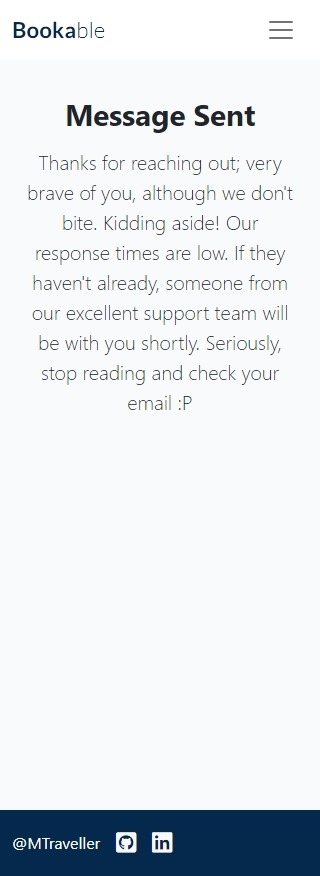 Bookable
Message Sent
Thanks for reaching out; very
brave of you, although we don't
bite. Kidding aside! Our
response times are low. If they
haven't already, someone from
our excellent support team will
be with you shortly. Seriously,
stop reading and check your
email :P
@MTraveller